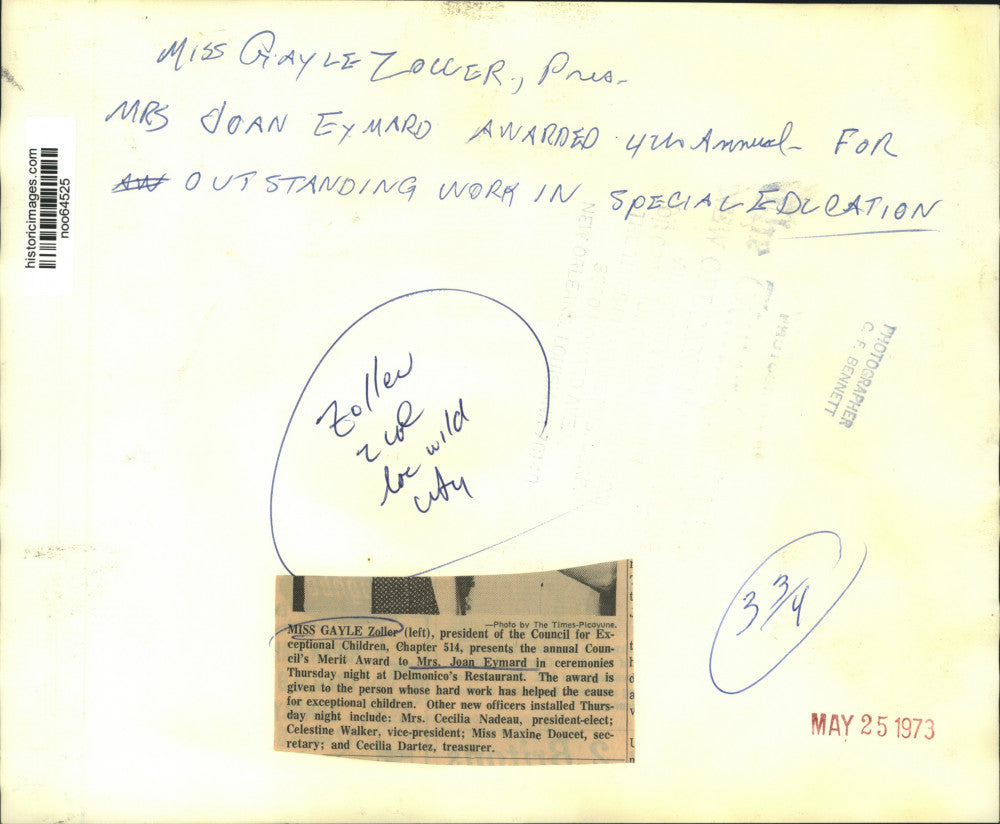 MISS GAYLE ZOLLER, Pres.
MRS JOAN EYMARD AWARDED 4th Annual FOR
AW OUTSTANDING WORK IN SPECIAL EDUCATION
historicimages.com
noo64525
Zoller
2 col
loc wild
city
PHOTOGRAPHER
C. F. BENNETT
3 3/4
—Photo by The Times-Picayune.
MISS GAYLE Zoller (left), president of the Council for Ex-
ceptional Children, Chapter 514, presents the annual Coun-
cil's Merit Award to Mrs. Joan Eymard in ceremonies
Thursday night at Delmonico's Restaurant. The award is
given to the person whose hard work has helped the cause
for exceptional children. Other new officers installed Thurs-
day night include: Mrs. Cecilia Nadeau, president-elect;
Celestine Walker, vice-president; Miss Maxine Doucet, sec-
retary; and Cecilia Dartez, treasurer.
MAY 25 1973